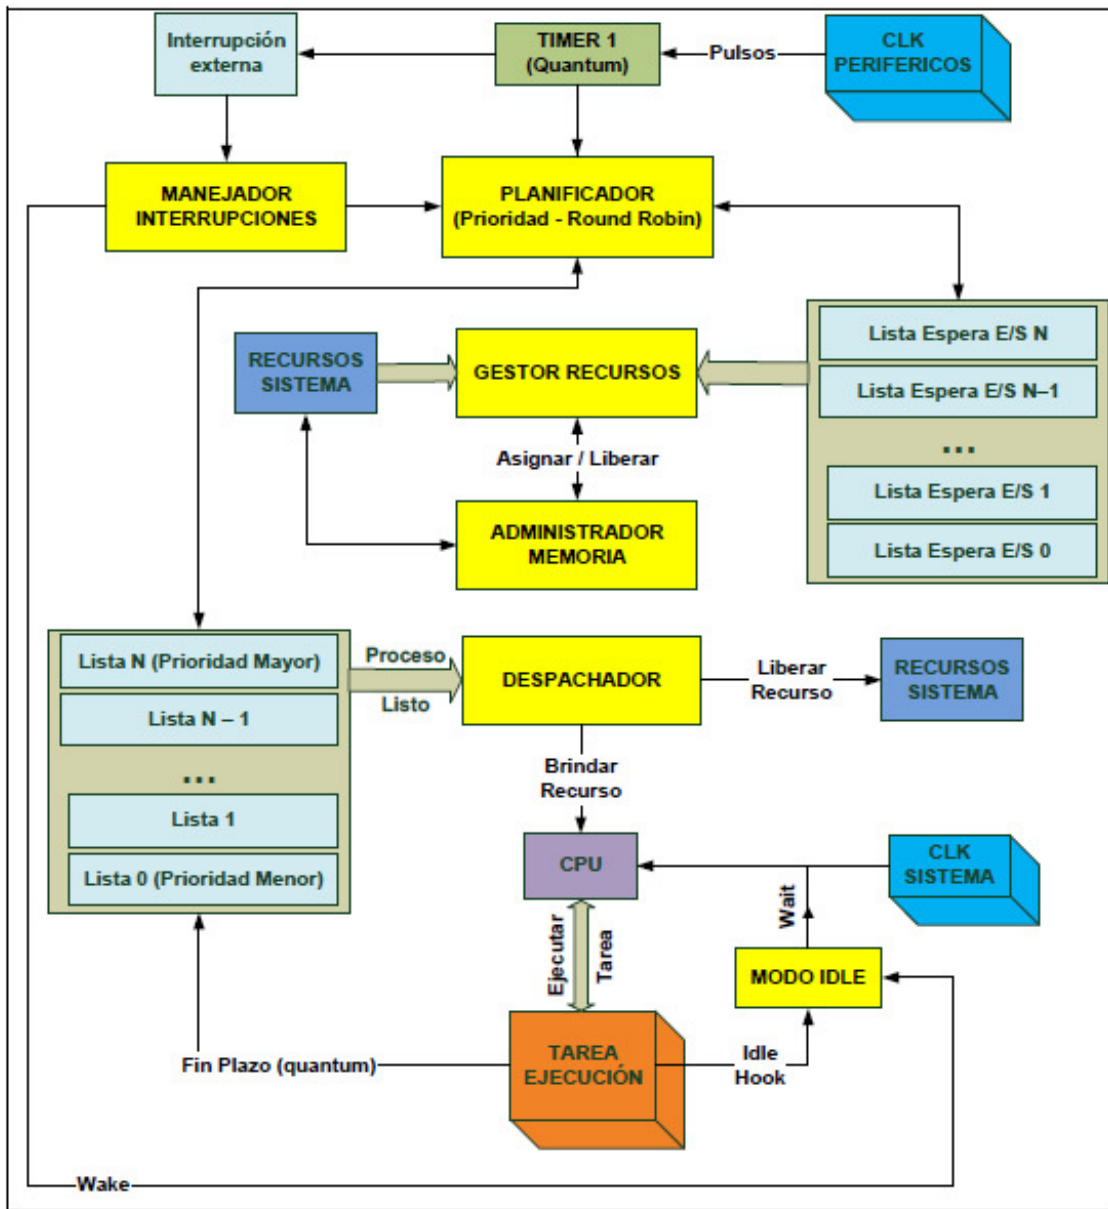 Interrupción
externa
TIMER 1
(Quantum)
Pulsos
CLK
PERIFERICOS
MANEJADOR
INTERRUPCIONES
PLANIFICADOR
(Prioridad - Round Robin)
RECURSOS
SISTEMA
GESTOR RECURSOS
Lista Espera E/S N
Lista Espera E/S N–1
...
Lista Espera E/S 1
Lista Espera E/S 0
Asignar / Liberar
ADMINISTRADOR
MEMORIA
Lista N (Prioridad Mayor)
Lista N – 1
...
Lista 1
Lista 0 (Prioridad Menor)
Proceso
Listo
DESPACHADOR
Liberar
Recurso
RECURSOS
SISTEMA
Brindar
Recurso
CPU
CLK
SISTEMA
Wait
Ejecutar
Tarea
MODO IDLE
Fin Plazo (quantum)
TAREA
EJECUCIÓN
Idle
Hook
Wake